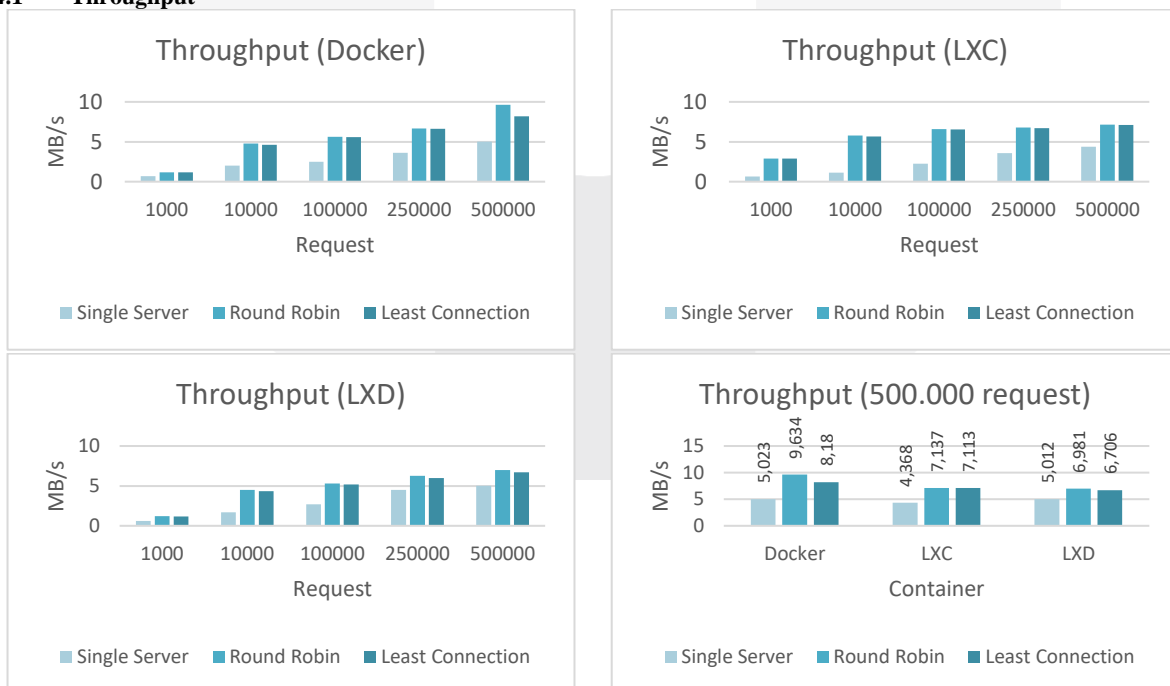 Throughput
Throughput (Docker)
10
5
0
MB/s
1000 10000 100000 250000 500000
Request
Single Server Round Robin Least Connection
Throughput (LXC)
10
5
0
MB/s
1000 10000 100000 250000 500000
Request
Single Server Round Robin Least Connection
Throughput (LXD)
10
5
0
MB/s
1000 10000 100000 250000 500000
Request
Single Server Round Robin Least Connection
Throughput (500.000 request)
15
10
5
0
MB/s
5,023 9,634 8,18 4,368 7,137 7,113 5,012 6,981 6,706
Docker LXC LXD
Container
Single Server Round Robin Least Connection